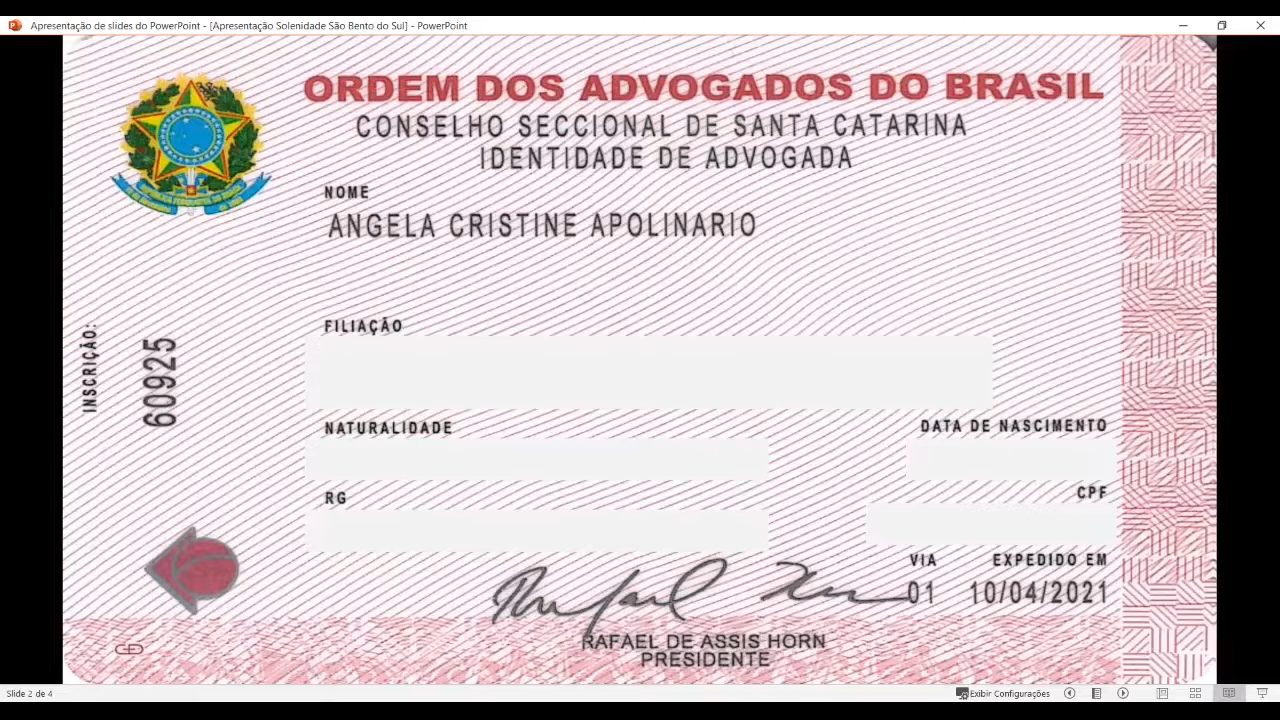 Apresentação de slides do PowerPoint - [Apresentação Solenidade São Bento do Sul] - PowerPoint
ORDEM DOS ADVOGADOS DO BRASIL
CONSELHO SECCIONAL DE SANTA CATARINA
IDENTIDADE DE ADVOGADA
NOME
ANGELA CRISTINE APOLINARIO
INSCRIÇÃO:
60925
FILIAÇÃO
NATURALIDADE
DATA DE NASCIMENTO
RG
CPF
VIA
EXPEDIDO EM
01
10/04/2021
RAFAEL DE ASSIS HORN
PRESIDENTE
Slide 2 de 4
Exibir Configurações